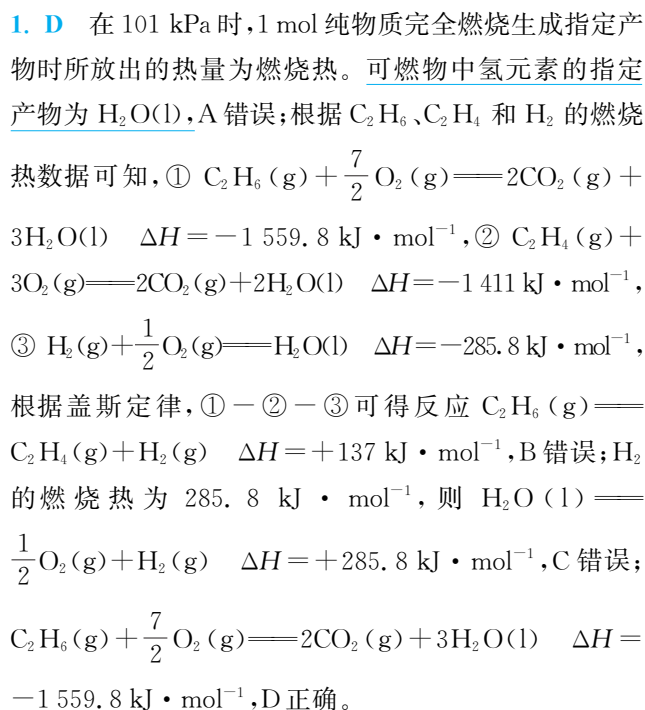 1. D 在 101 kPa 时,1 mol 纯物质完全燃烧生成指定产
物时所放出的热量为燃烧热。可燃物中氢元素的指定
产物为 H₂O(l),A 错误;根据 C₂H₆、C₂H₄ 和 H₂ 的燃烧
热数据可知,① C₂H₆(g)+7/2 O₂(g)══2CO₂(g)+
3H₂O(l) ΔH=-1 559.8 kJ·mol⁻¹,② C₂H₄(g)+
3O₂(g)══2CO₂(g)+2H₂O(l) ΔH=-1 411 kJ·mol⁻¹,
③ H₂(g)+1/2 O₂(g)══H₂O(l) ΔH=-285.8 kJ·mol⁻¹,
根据盖斯定律,①-②-③可得反应 C₂H₆(g)══
C₂H₄(g)+H₂(g) ΔH=+137 kJ·mol⁻¹,B 错误;H₂
的燃烧热为 285.8 kJ·mol⁻¹,则 H₂O(l)══
1/2 O₂(g)+H₂(g) ΔH=+285.8 kJ·mol⁻¹,C 错误;
C₂H₆(g)+7/2 O₂(g)══2CO₂(g)+3H₂O(l) ΔH=
-1 559.8 kJ·mol⁻¹,D 正确。